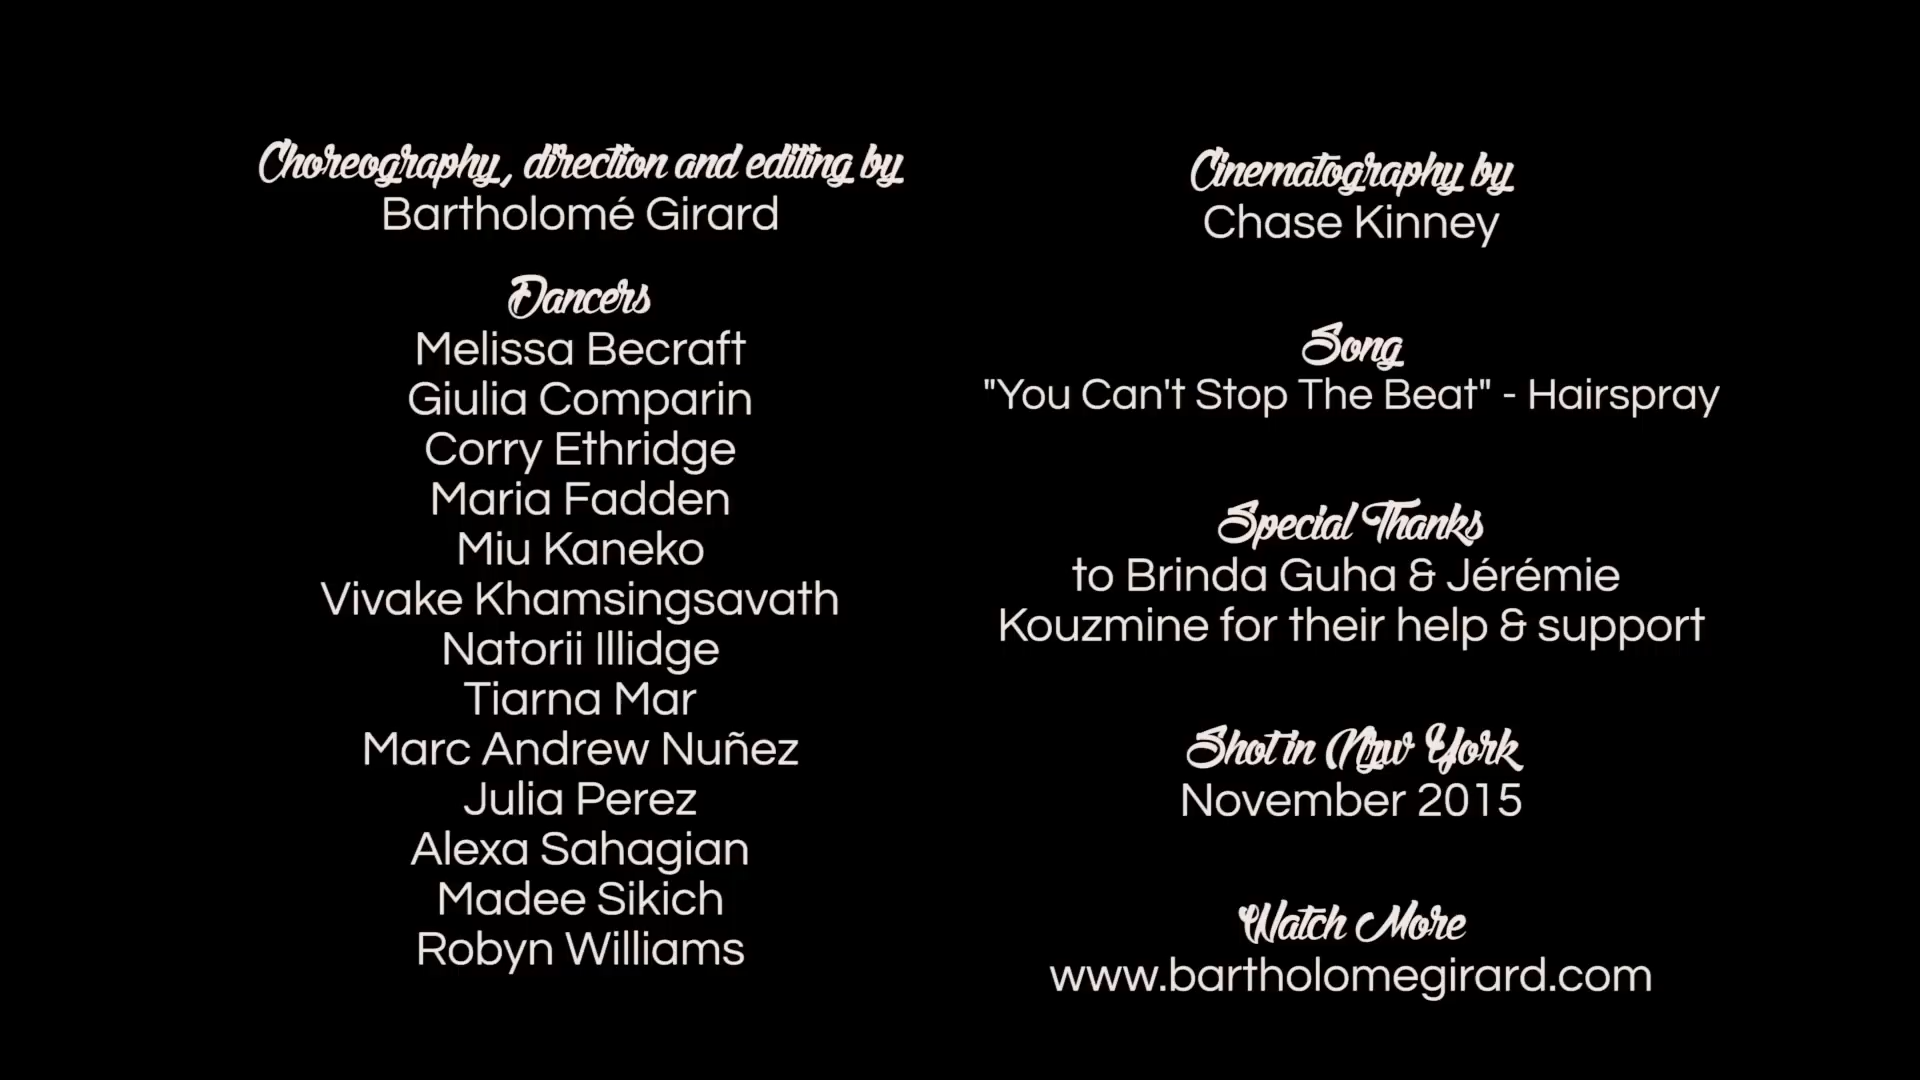 Choreography, direction and editing by
Bartholomé Girard
Dancers
Melissa Becraft
Giulia Comparin
Corry Ethridge
Maria Fadden
Miu Kaneko
Vivake Khamsingsavath
Natorii Illidge
Tiarna Mar
Marc Andrew Nuñez
Julia Perez
Alexa Sahagian
Madee Sikich
Robyn Williams
Cinematography by
Chase Kinney
Song
"You Can't Stop The Beat" - Hairspray
Special Thanks
to Brinda Guha & Jérémie
Kouzmine for their help & support
Shot in New York
November 2015
Watch More
www.bartholomegirard.com